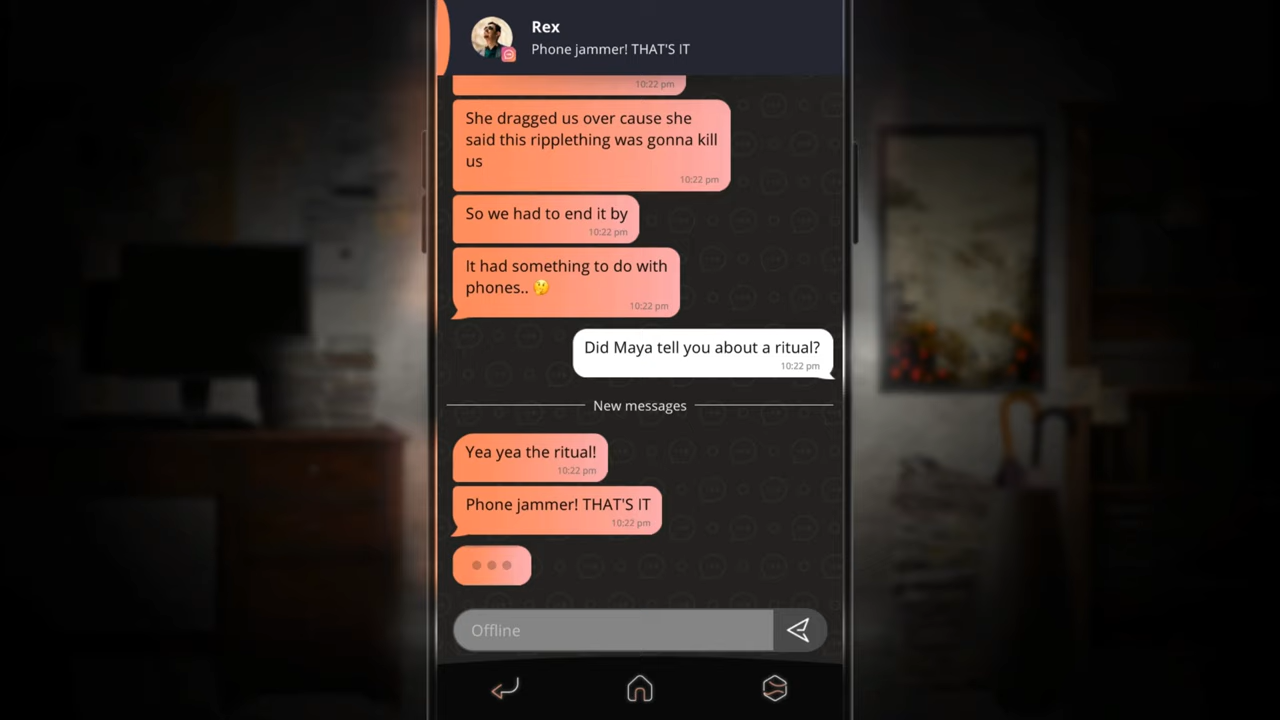 Rex
Phone jammer! THAT'S IT
10:22 pm
She dragged us over cause she
said this ripplething was gonna kill
us
10:22 pm
So we had to end it by
10:22 pm
It had something to do with
phones.. 🤔
10:22 pm
Did Maya tell you about a ritual?
10:22 pm
New messages
Yea yea the ritual!
10:22 pm
Phone jammer! THAT'S IT
10:22 pm
Offline